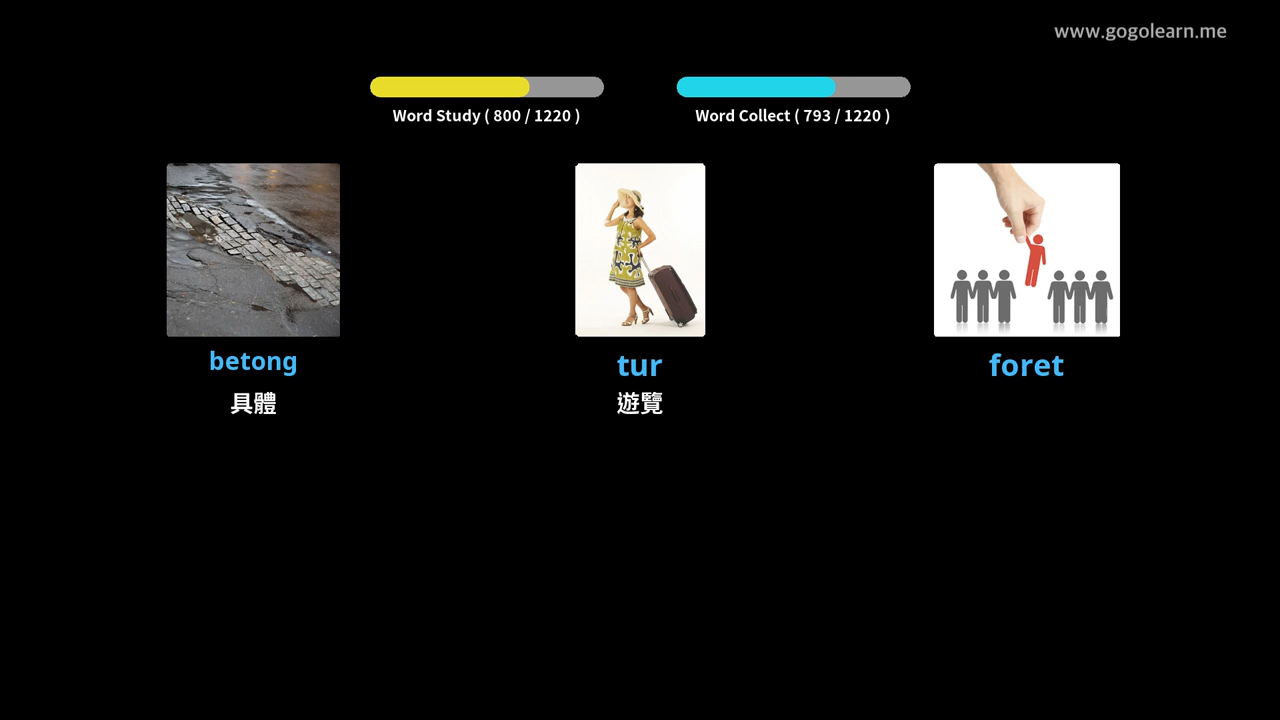 www.gogolearn.me
Word Study ( 800 / 1220 )
Word Collect ( 793 / 1220 )
betong
具體
tur
遊覽
foret